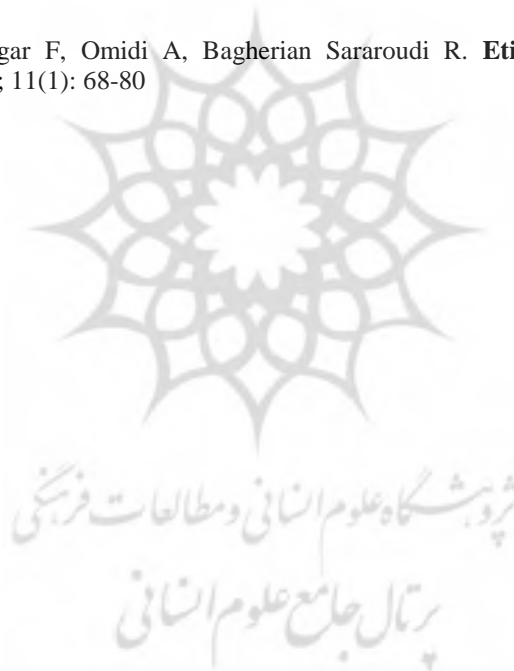 gar F, Omidi A, Bagherian Sararoudi R. Eti
; 11(1): 68-80
پژوهشگاه علوم انسانی و مطالعات فرهنگی
پرتال جامع علوم انسانی